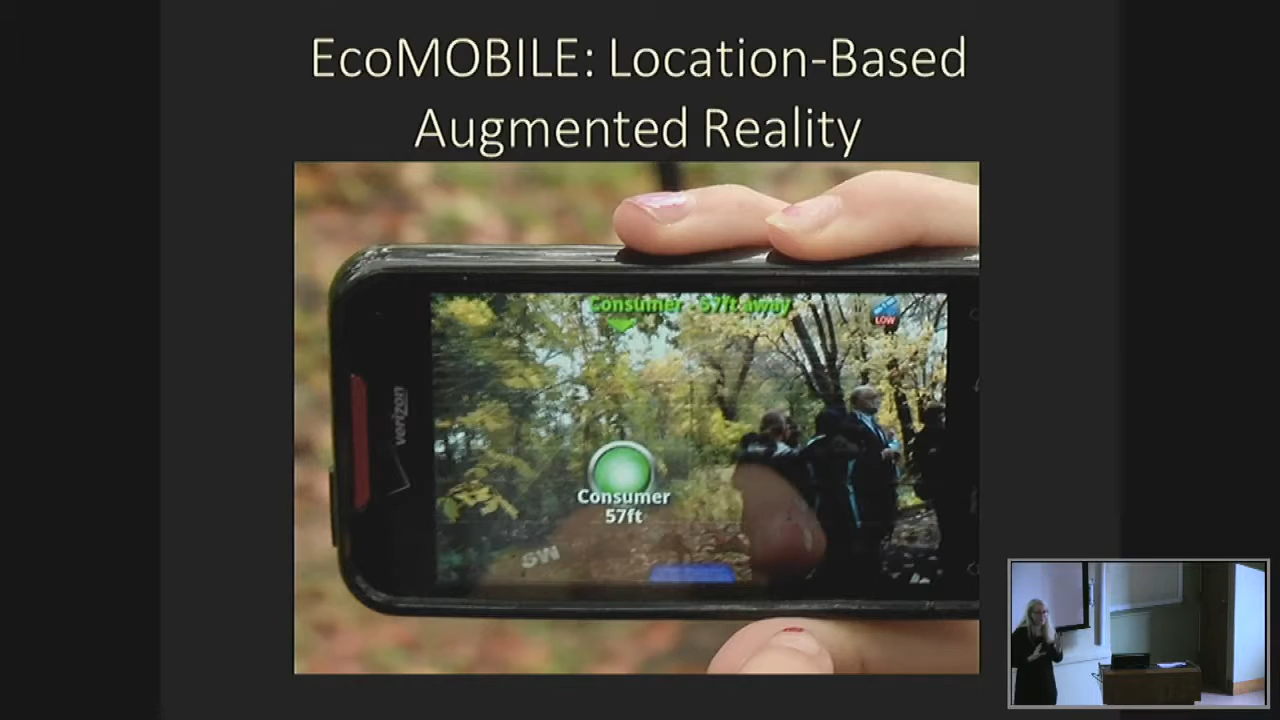 EcoMOBILE: Location-Based
Augmented Reality
Consumer - 57ft away
LOW
verizon
Consumer
57ft
SW